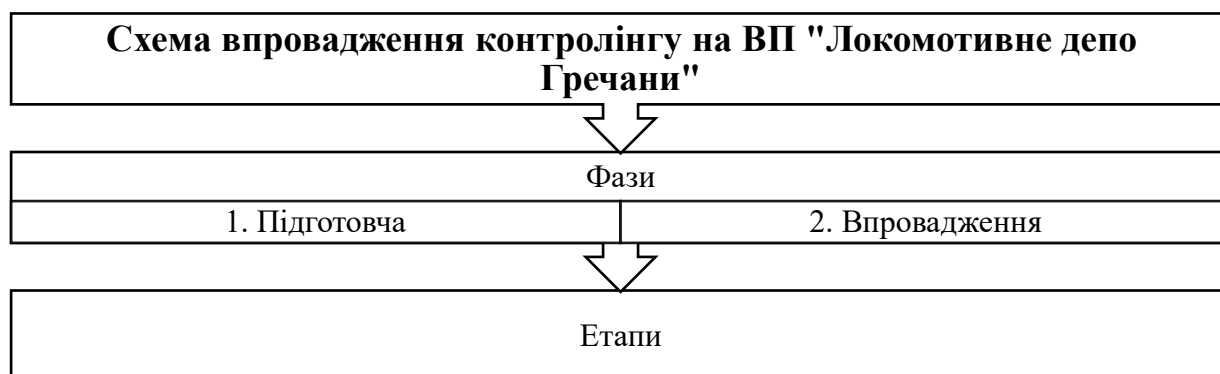 Схема впровадження контролінгу на ВП "Локомотивне депо
Гречани"
Фази
1. Підготовча
2. Впровадження
Етапи